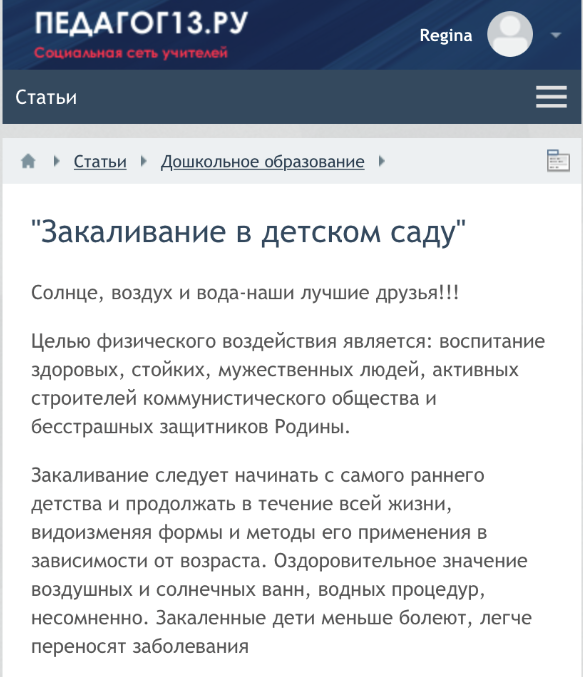 ПЕДАГОГ13.РУ
Социальная сеть учителей
Regina
Статьи
Статьи
Дошкольное образование
"Закаливание в детском саду"
Солнце, воздух и вода-наши лучшие друзья!!!
Целью физического воздействия является: воспитание
здоровых, стойких, мужественных людей, активных
строителей коммунистического общества и
бесстрашных защитников Родины.
Закаливание следует начинать с самого раннего
детства и продолжать в течение всей жизни,
видоизменяя формы и методы его применения в
зависимости от возраста. Оздоровительное значение
воздушных и солнечных ванн, водных процедур,
несомненно. Закаленные дети меньше болеют, легче
переносят заболевания